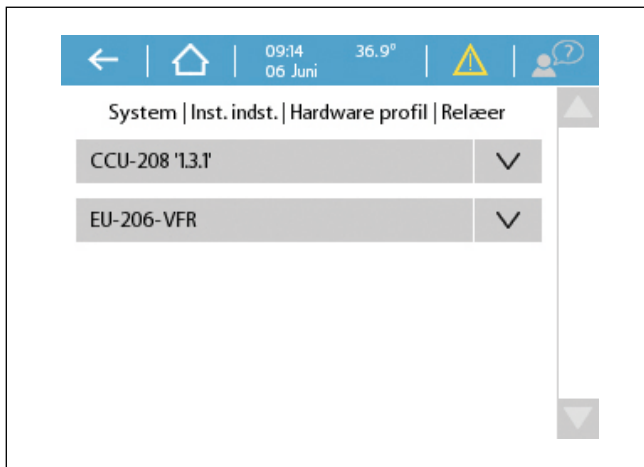 09:14 36.9°
06 Juni
?
System | Inst. indst. | Hardware profil | Relæer
CCU-208 '1.3.1'
EU-206-VFR